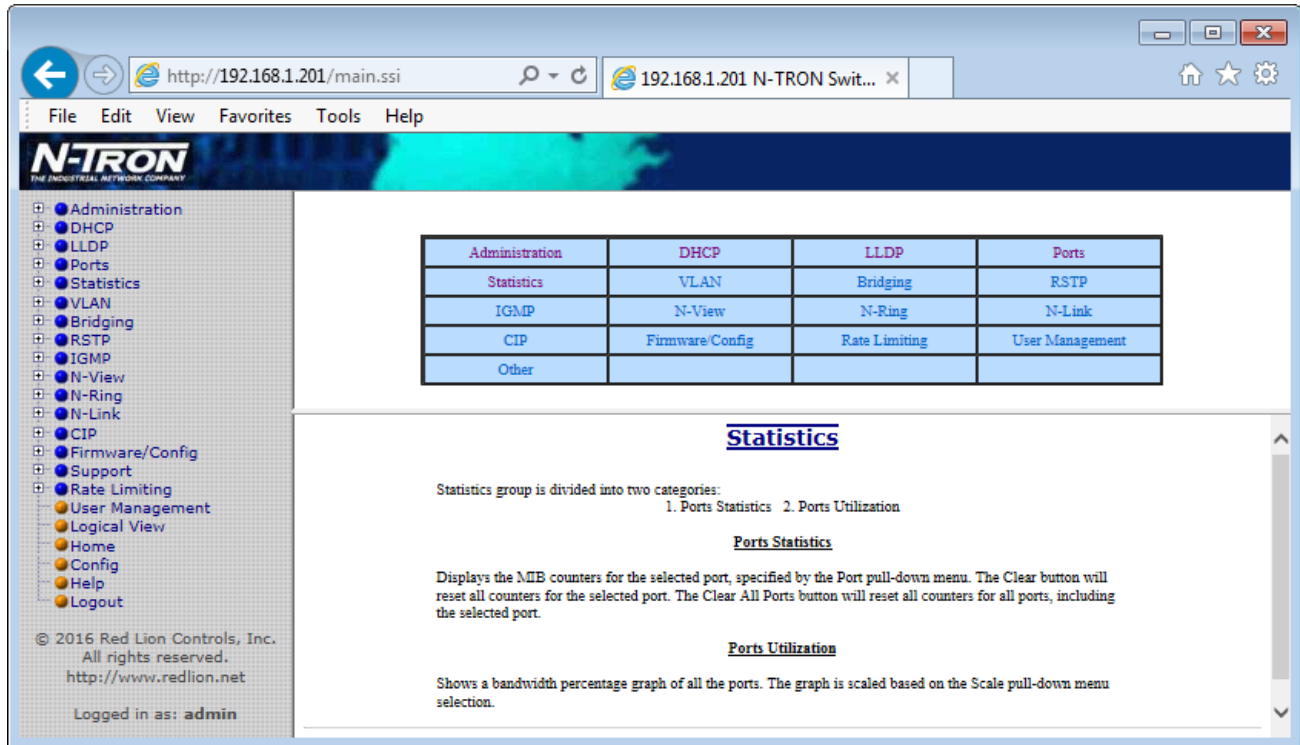 http://192.168.1.201/main.ssi
192.168.1.201 N-TRON Swit...
File Edit View Favorites Tools Help
N-TRON
THE INDUSTRIAL NETWORK COMPANY
Administration
DHCP
LLDP
Ports
Statistics
VLAN
Bridging
RSTP
IGMP
N-View
N-Ring
N-Link
CIP
Firmware/Config
Support
Rate Limiting
User Management
Logical View
Home
Config
Help
Logout
© 2016 Red Lion Controls, Inc.
All rights reserved.
http://www.redlion.net
Logged in as: admin
Administration DHCP LLDP Ports
Statistics VLAN Bridging RSTP
IGMP N-View N-Ring N-Link
CIP Firmware/Config Rate Limiting User Management
Other
Statistics
Statistics group is divided into two categories:
1. Ports Statistics 2. Ports Utilization
Ports Statistics
Displays the MIB counters for the selected port, specified by the Port pull-down menu. The Clear button will
reset all counters for the selected port. The Clear All Ports button will reset all counters for all ports, including
the selected port.
Ports Utilization
Shows a bandwidth percentage graph of all the ports. The graph is scaled based on the Scale pull-down menu
selection.